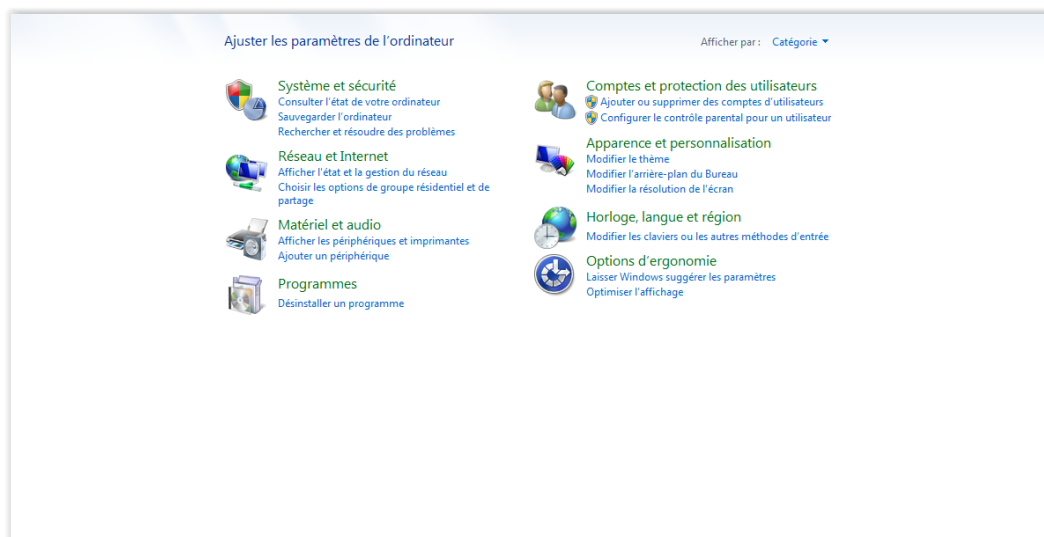 Ajuster les paramètres de l'ordinateur
Afficher par : Catégorie
Système et sécurité
Consulter l'état de votre ordinateur
Sauvegarder l'ordinateur
Rechercher et résoudre des problèmes
Réseau et Internet
Afficher l'état et la gestion du réseau
Choisir les options de groupe résidentiel et de
partage
Matériel et audio
Afficher les périphériques et imprimantes
Ajouter un périphérique
Programmes
Désinstaller un programme
Comptes et protection des utilisateurs
Ajouter ou supprimer des comptes d'utilisateurs
Configurer le contrôle parental pour un utilisateur
Apparence et personnalisation
Modifier le thème
Modifier l'arrière-plan du Bureau
Modifier la résolution de l'écran
Horloge, langue et région
Modifier les claviers ou les autres méthodes d'entrée
Options d'ergonomie
Laisser Windows suggérer les paramètres
Optimiser l'affichage